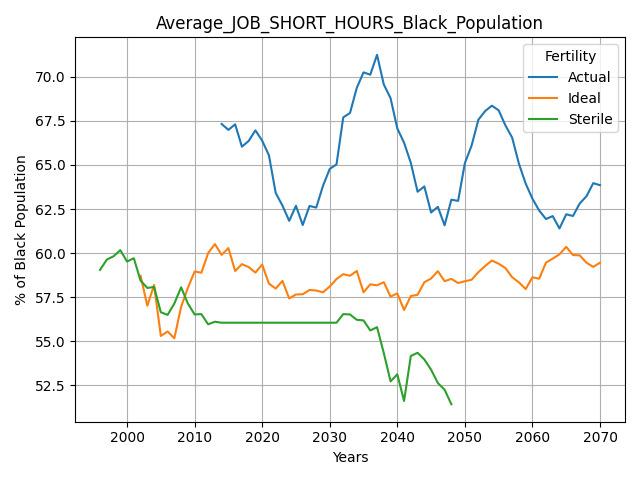 Average_JOB_SHORT_HOURS_Black_Population
Fertility
Actual
Ideal
Sterile
% of Black Population
70.0
67.5
65.0
62.5
60.0
57.5
55.0
52.5
2000 2010 2020 2030 2040 2050 2060 2070
Years